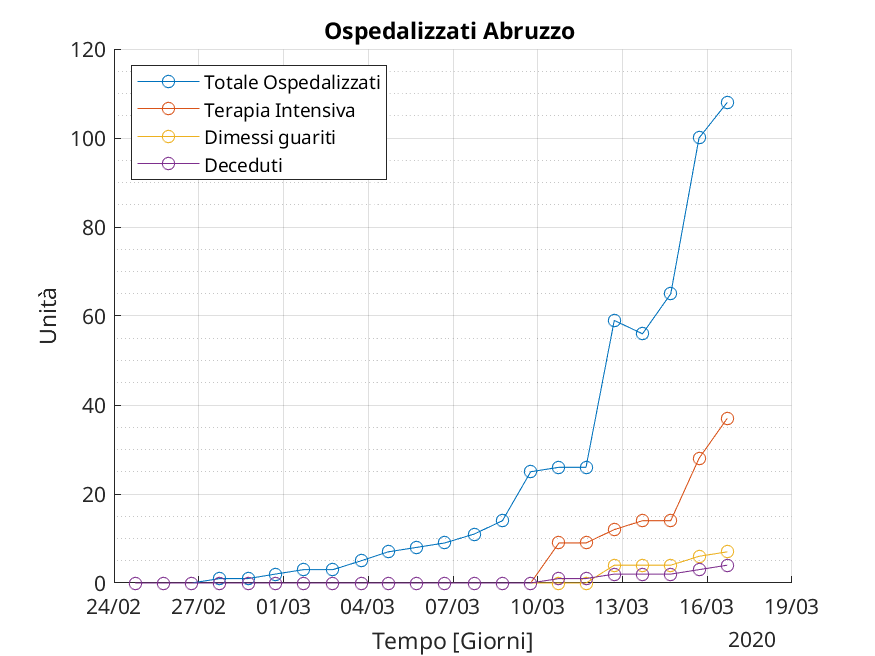 Ospedalizzati Abruzzo
Totale Ospedalizzati
Terapia Intensiva
Dimessi guariti
Deceduti
120
100
80
60
40
20
0
Unità
24/02 27/02 01/03 04/03 07/03 10/03 13/03 16/03 19/03
Tempo [Giorni]
2020